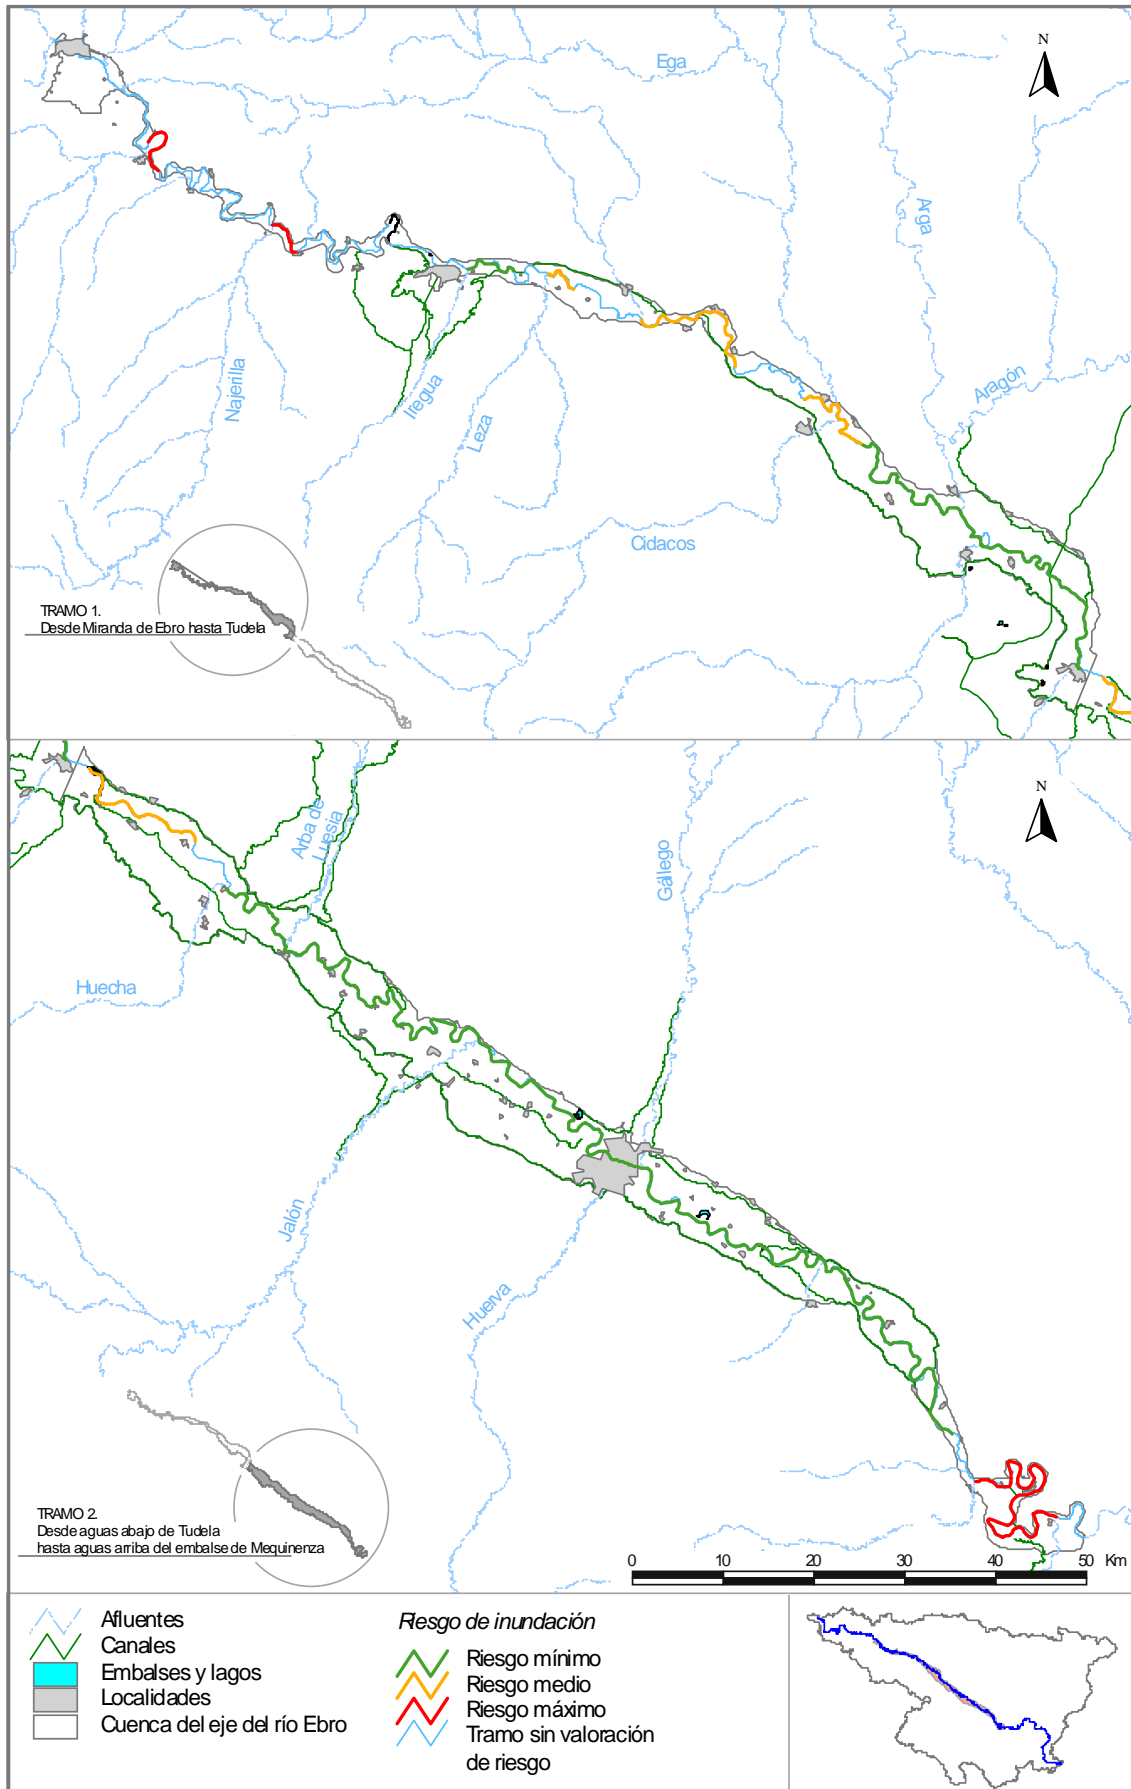 N
Ega
Arga
Aragón
Najerilla
Iregua
Leza
Cidacos
TRAMO 1.
Desde Miranda de Ebro hasta Tudela
N
Arba de
Luesia
Gállego
Huecha
Jalón
Huerva
TRAMO 2.
Desde aguas abajo de Tudela
hasta aguas arriba del embalse de Mequinenza
0 10 20 30 40 50 Km
Afluentes
Canales
Embalses y lagos
Localidades
Cuenca del eje del río Ebro
Riesgo de inundación
Riesgo mínimo
Riesgo medio
Riesgo máximo
Tramo sin valoración
de riesgo